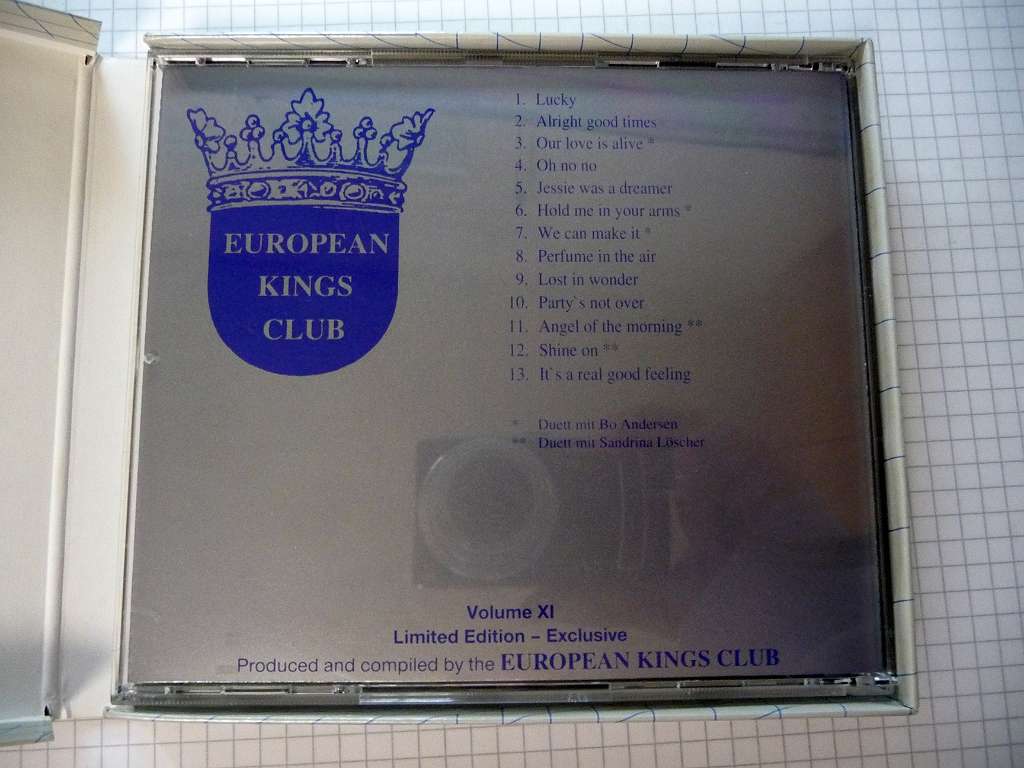 EUROPEAN
KINGS
CLUB
1. Lucky
2. Alright good times
3. Our love is alive *
4. Oh no no
5. Jessie was a dreamer
6. Hold me in your arms *
7. We can make it *
8. Perfume in the air
9. Lost in wonder
10. Party`s not over
11. Angel of the morning **
12. Shine on **
13. It`s a real good feeling
* Duett mit Bo Andersen
** Duett mit Sandrina Löscher
Volume XI
Limited Edition – Exclusive
Produced and compiled by the EUROPEAN KINGS CLUB